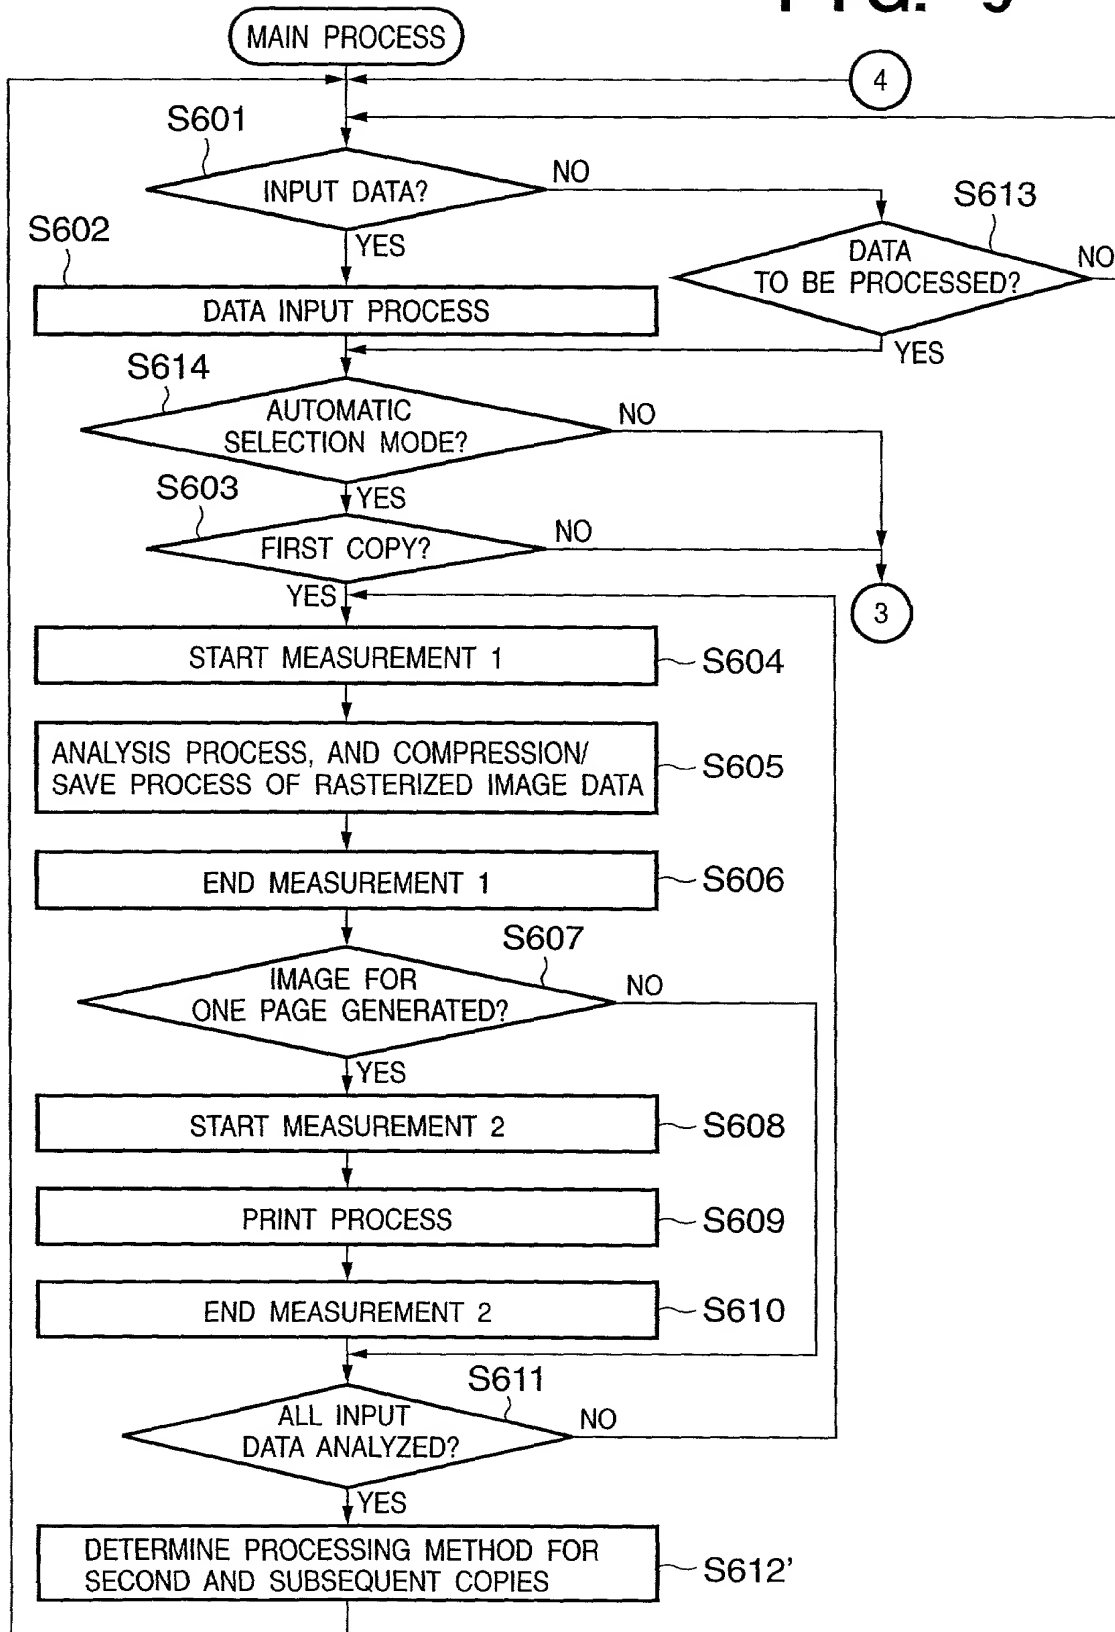 FIG. 9
MAIN PROCESS
4
S601
INPUT DATA?
NO
S613
DATA
TO BE PROCESSED?
NO
YES
S602
YES
DATA INPUT PROCESS
S614
AUTOMATIC
SELECTION MODE?
NO
YES
S603
FIRST COPY?
NO
3
YES
START MEASUREMENT 1
S604
ANALYSIS PROCESS, AND COMPRESSION/
SAVE PROCESS OF RASTERIZED IMAGE DATA
S605
END MEASUREMENT 1
S606
S607
IMAGE FOR
ONE PAGE GENERATED?
NO
YES
START MEASUREMENT 2
S608
PRINT PROCESS
S609
END MEASUREMENT 2
S610
S611
ALL INPUT
DATA ANALYZED?
NO
YES
DETERMINE PROCESSING METHOD FOR
SECOND AND SUBSEQUENT COPIES
S612'